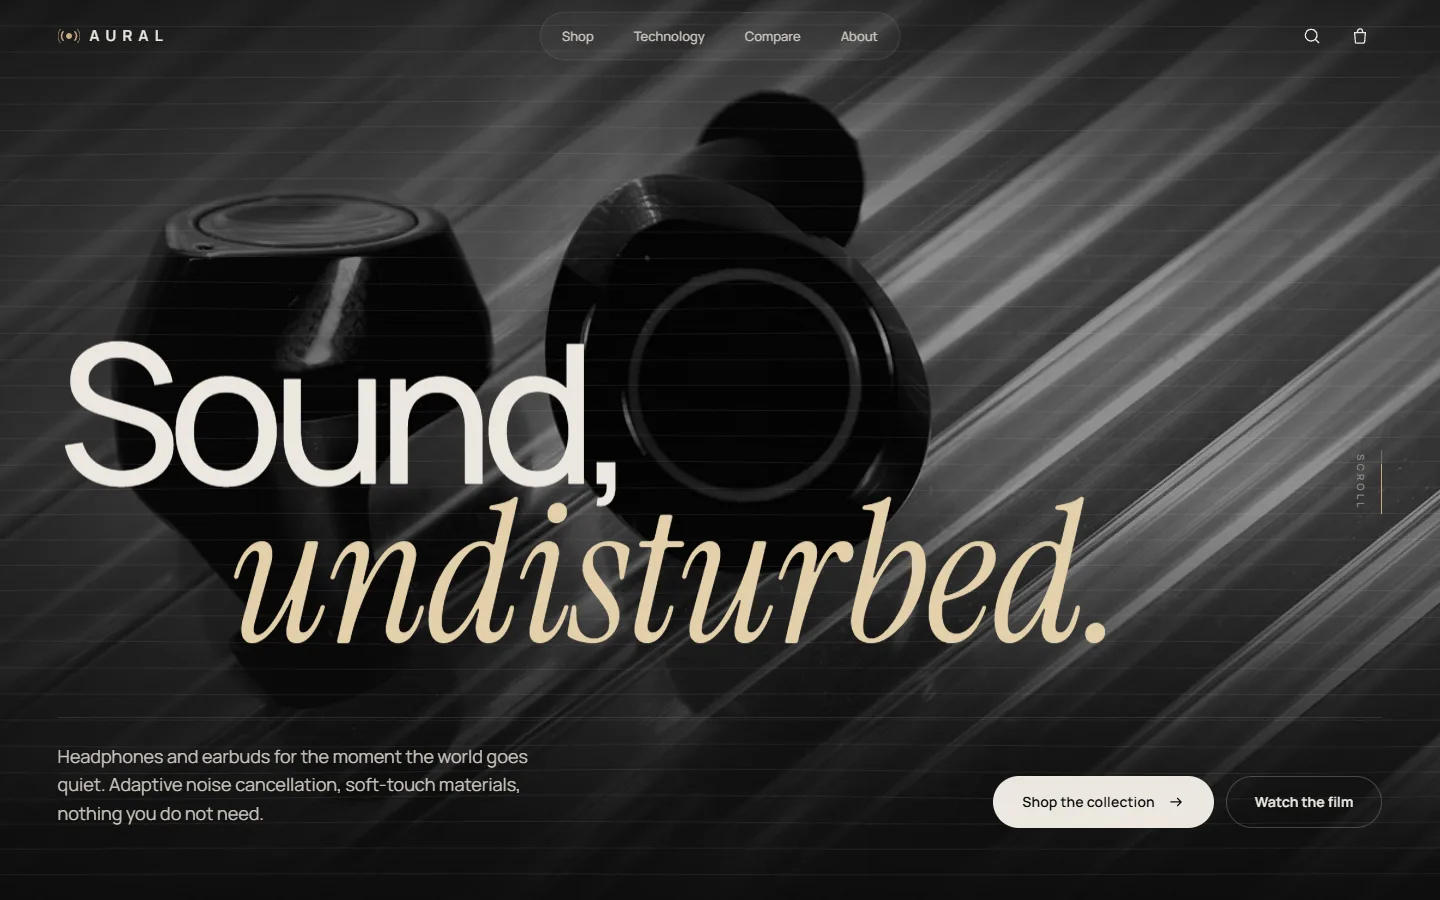 AURAL
Shop
Technology
Compare
About
Sound,
undisturbed.
SCROLL
Headphones and earbuds for the moment the world goes
quiet. Adaptive noise cancellation, soft-touch materials,
nothing you do not need.
Shop the collection →
Watch the film